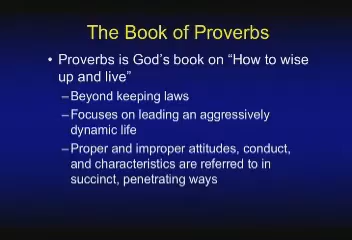 The Book of Proverbs
• Proverbs is God's book on “How to wise
up and live”
– Beyond keeping laws
– Focuses on leading an aggressively
dynamic life
– Proper and improper attitudes, conduct,
and characteristics are referred to in
succinct, penetrating ways